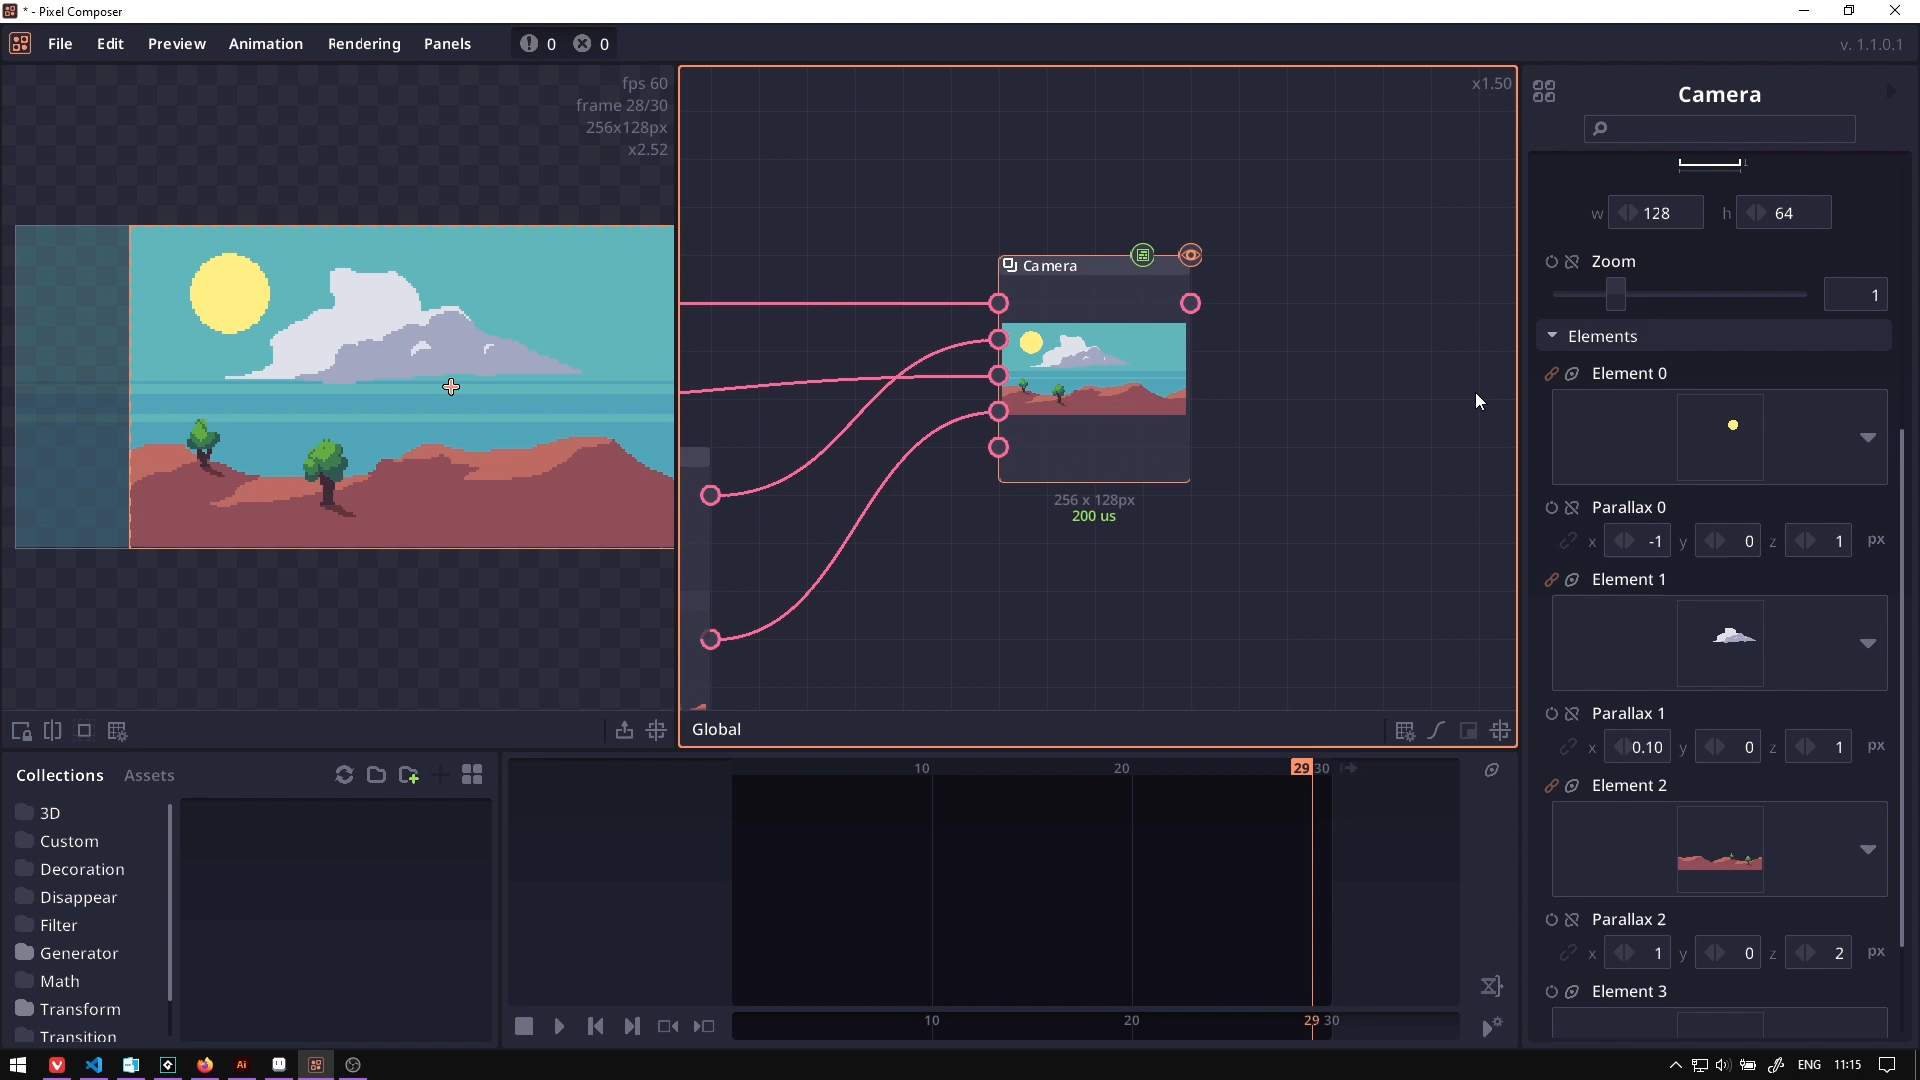 * - Pixel Composer
File Edit Preview Animation Rendering Panels 0 0 v. 1.1.0.1
fps 60
frame 28/30
256x128px
x2.52
x1.50
Camera
256 x 128px
200 us
Global
Camera
1
w 128 h 64
Zoom
1
Elements
Element 0
Parallax 0
x -1 y 0 z 1 px
Element 1
Parallax 1
x 0.10 y 0 z 1 px
Element 2
Parallax 2
x 1 y 0 z 2 px
Element 3
Collections Assets
3D
Custom
Decoration
Disappear
Filter
Generator
Math
Transform
Transition
10 20 29 30
10 20 29 30
Ai ENG 11:15